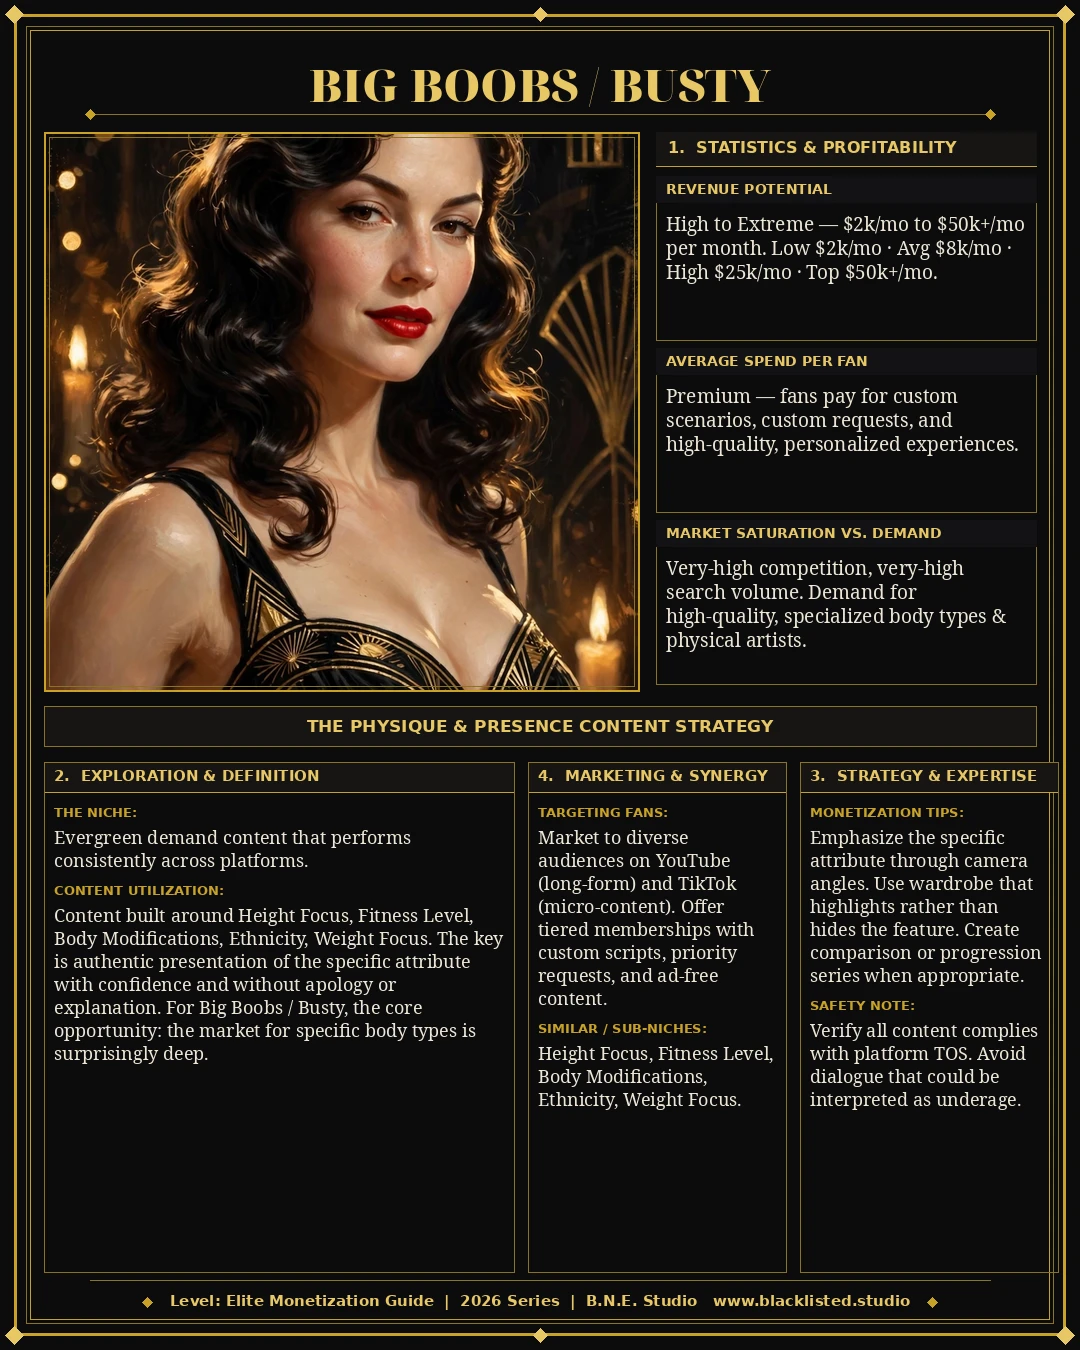 BIG BOOBS / BUSTY
1. STATISTICS & PROFITABILITY
REVENUE POTENTIAL
High to Extreme — $2k/mo to $50k+/mo
per month. Low $2k/mo · Avg $8k/mo ·
High $25k/mo · Top $50k+/mo.
AVERAGE SPEND PER FAN
Premium — fans pay for custom
scenarios, custom requests, and
high-quality, personalized experiences.
MARKET SATURATION VS. DEMAND
Very-high competition, very-high
search volume. Demand for
high-quality, specialized body types &
physical artists.
THE PHYSIQUE & PRESENCE CONTENT STRATEGY
2. EXPLORATION & DEFINITION
THE NICHE:
Evergreen demand content that performs
consistently across platforms.
CONTENT UTILIZATION:
Content built around Height Focus, Fitness Level,
Body Modifications, Ethnicity, Weight Focus. The key
is authentic presentation of the specific attribute
with confidence and without apology or
explanation. For Big Boobs / Busty, the core
opportunity: the market for specific body types is
surprisingly deep.
4. MARKETING & SYNERGY
TARGETING FANS:
Market to diverse
audiences on YouTube
(long-form) and TikTok
(micro-content). Offer
tiered memberships with
custom scripts, priority
requests, and ad-free
content.
SIMILAR / SUB-NICHES:
Height Focus, Fitness Level,
Body Modifications,
Ethnicity, Weight Focus.
3. STRATEGY & EXPERTISE
MONETIZATION TIPS:
Emphasize the specific
attribute through camera
angles. Use wardrobe that
highlights rather than
hides the feature. Create
comparison or progression
series when appropriate.
SAFETY NOTE:
Verify all content complies
with platform TOS. Avoid
dialogue that could be
interpreted as underage.
Level: Elite Monetization Guide | 2026 Series | B.N.E. Studio www.blacklisted.studio